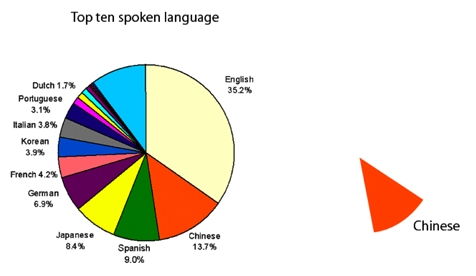 Top ten spoken language
English
35.2%
Dutch 1.7%
Portuguese
3.1%
Italian 3.8%
Korean
3.9%
French 4.2%
German
6.9%
Japanese
8.4%
Spanish
9.0%
Chinese
13.7%
Chinese